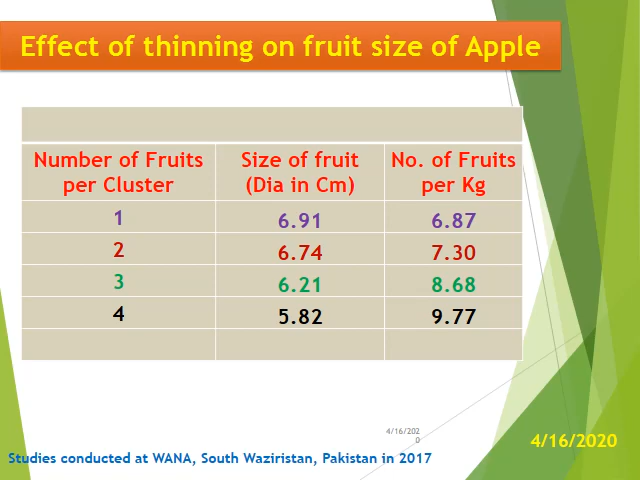 Effect of thinning on fruit size of Apple
Number of Fruits per Cluster Size of fruit (Dia in Cm) No. of Fruits per Kg
1 6.91 6.87
2 6.74 7.30
3 6.21 8.68
4 5.82 9.77
4/16/202
0
4/16/2020
Studies conducted at WANA, South Waziristan, Pakistan in 2017